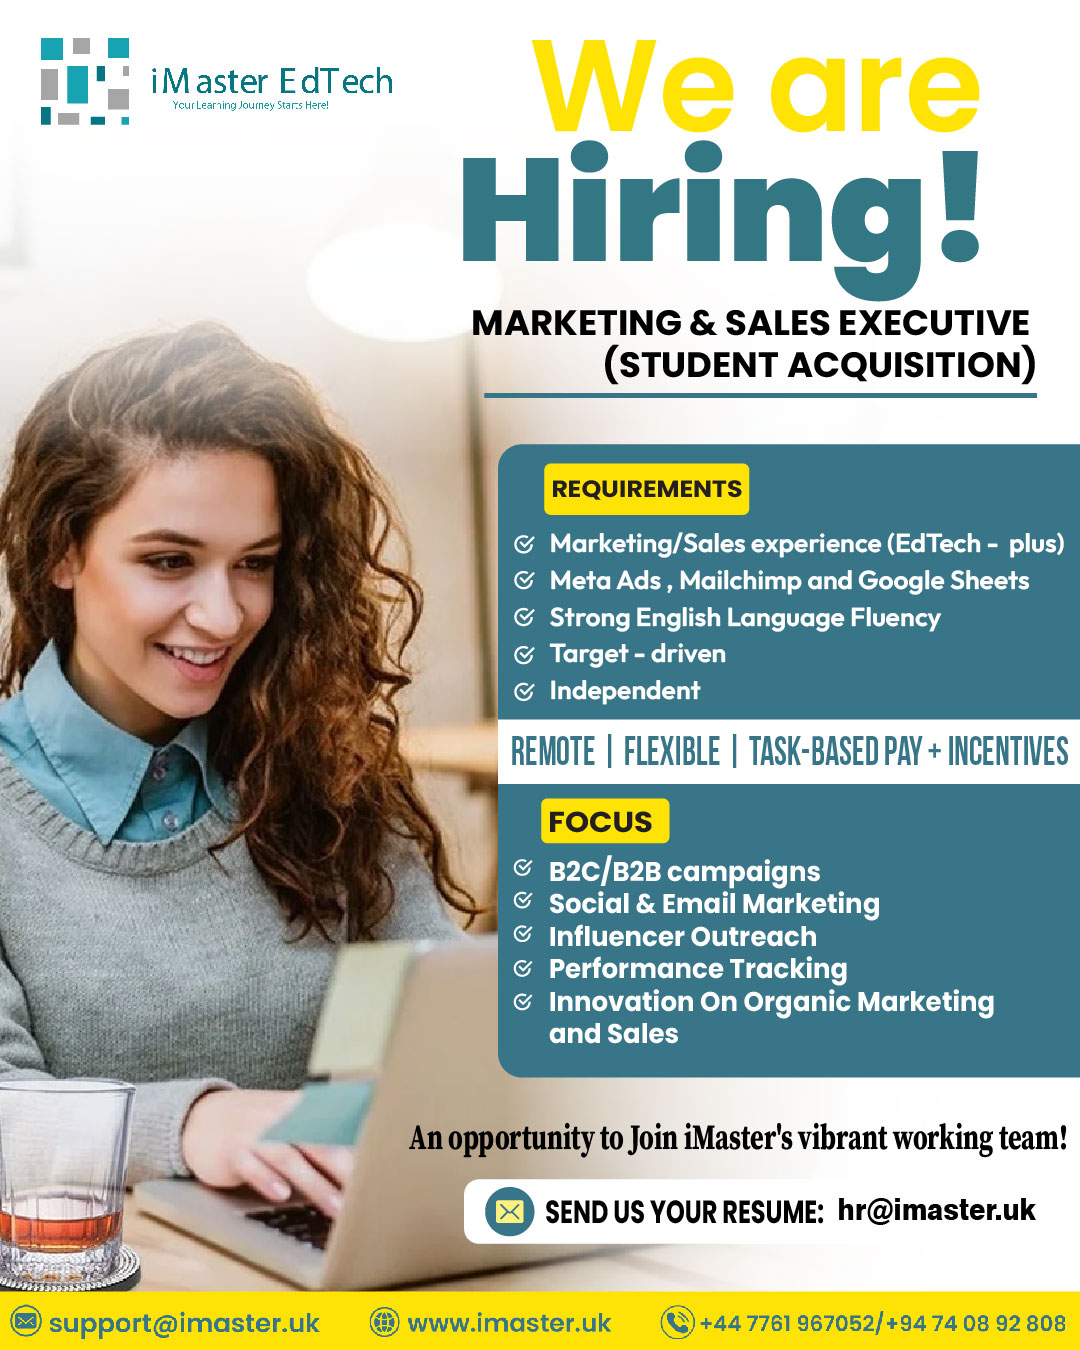 iMaster EdTech
Your Learning Journey Starts Here!
We are
Hiring!
MARKETING & SALES EXECUTIVE
(STUDENT ACQUISITION)
REQUIREMENTS
Marketing/Sales experience (EdTech - plus)
Meta Ads , Mailchimp and Google Sheets
Strong English Language Fluency
Target - driven
Independent
REMOTE | FLEXIBLE | TASK-BASED PAY + INCENTIVES
FOCUS
B2C/B2B campaigns
Social & Email Marketing
Influencer Outreach
Performance Tracking
Innovation On Organic Marketing
and Sales
An opportunity to Join iMaster's vibrant working team!
SEND US YOUR RESUME: hr@imaster.uk
support@imaster.uk www.imaster.uk +44 7761 967052/+94 74 08 92 808